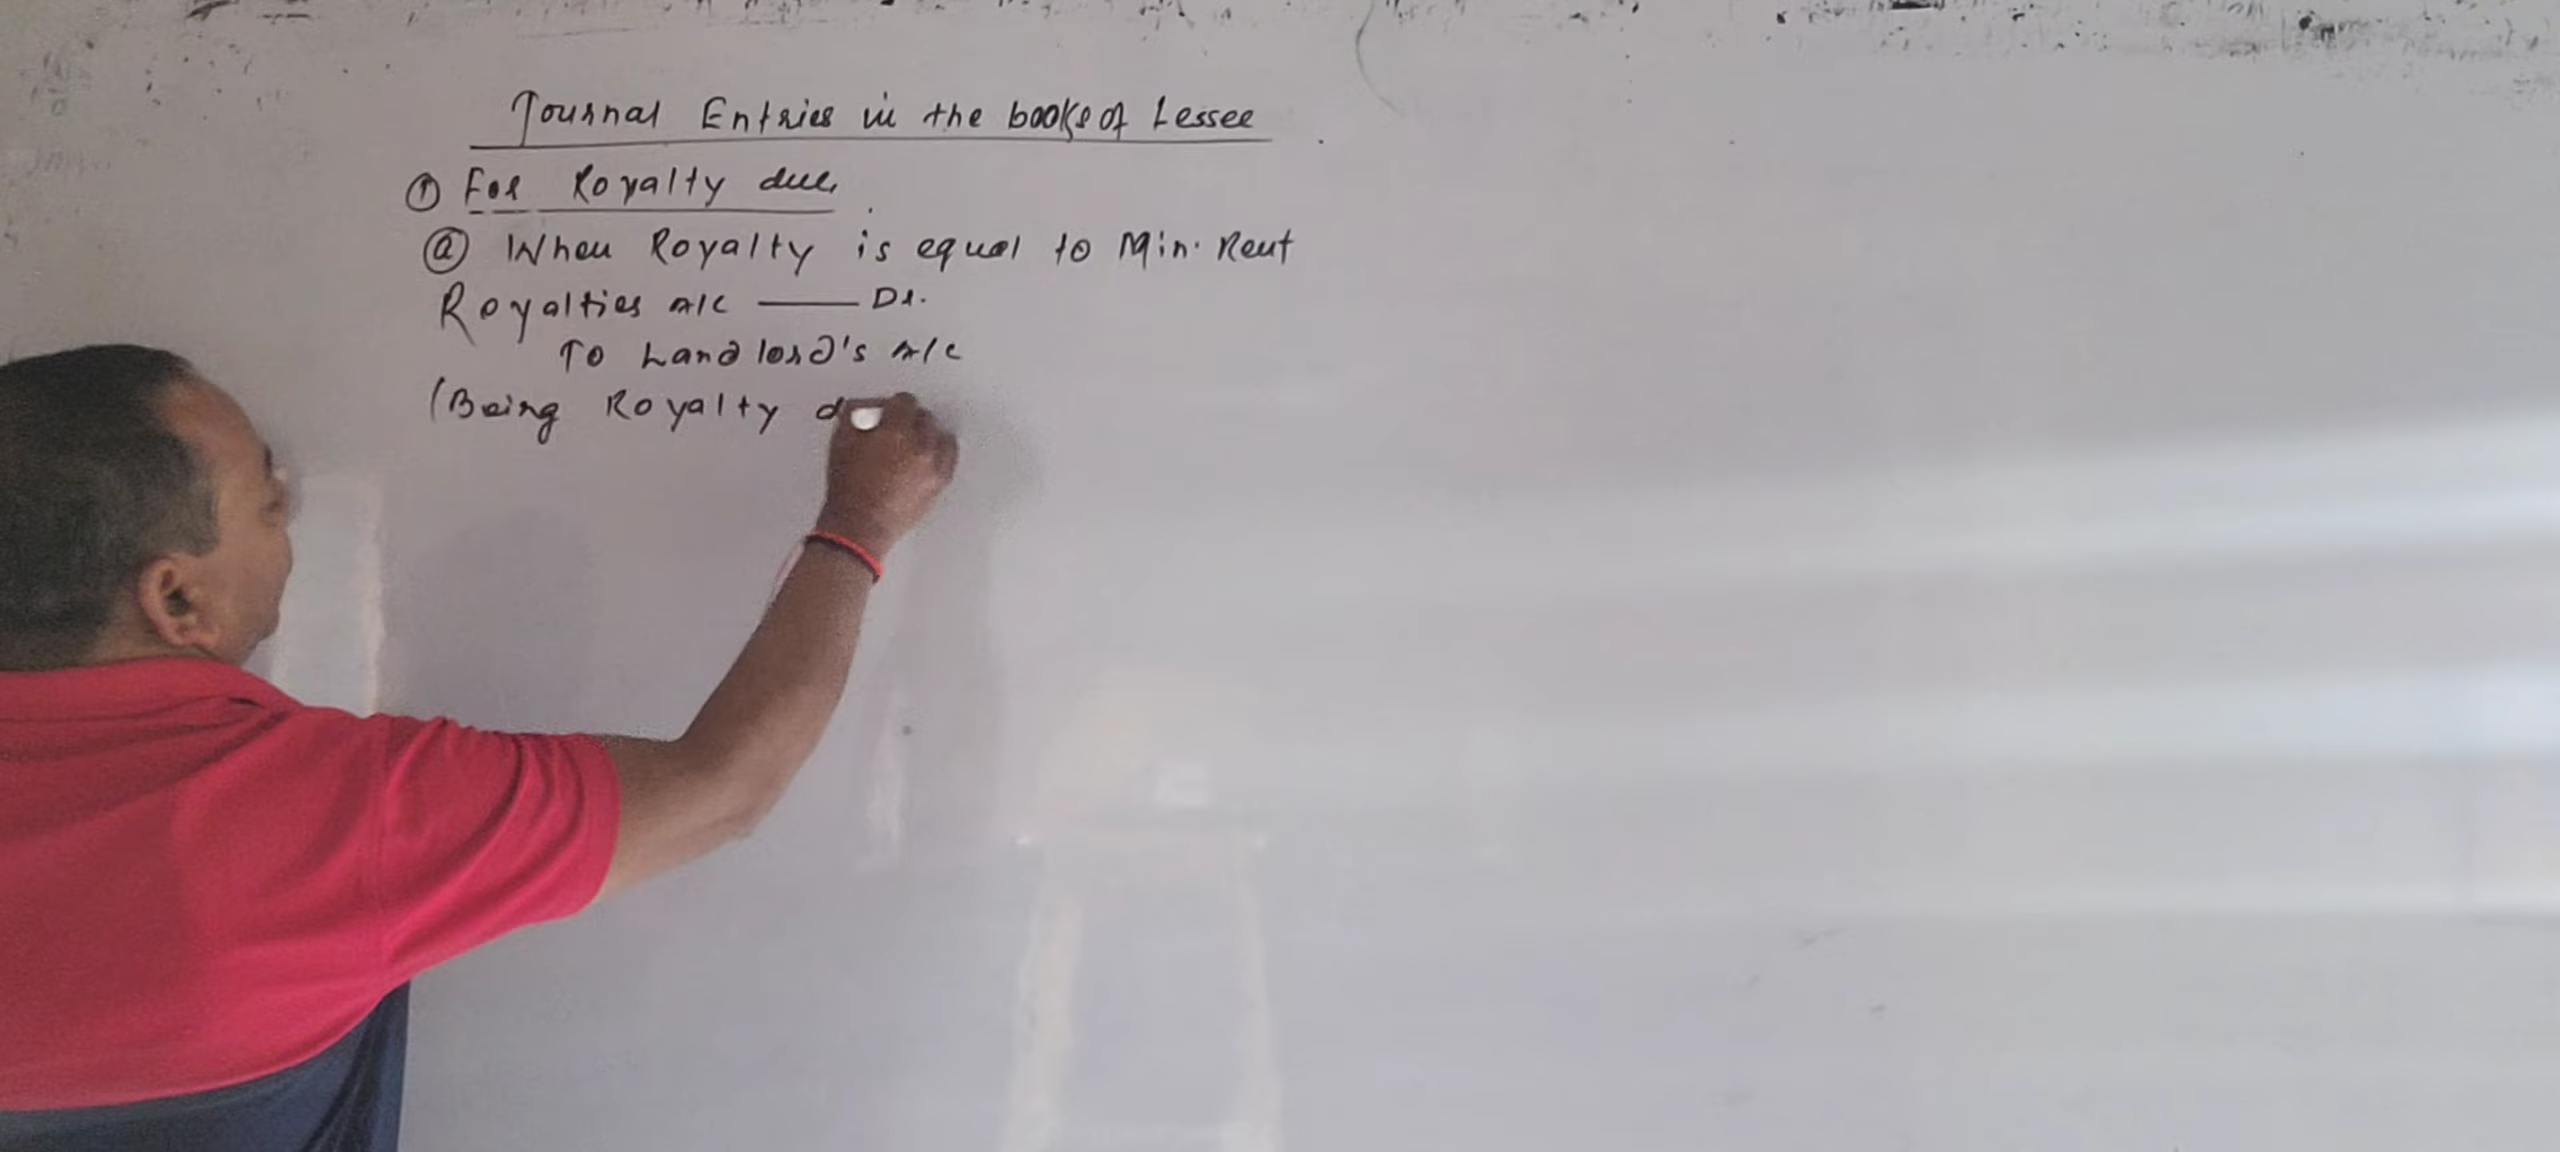 Journal Entries in the books of Lessee
① For Royalty due
ⓐ When Royalty is equal to Min. Rent
Royalties A/c —— Dr.
To Landlord's A/c
(Being Royalty d